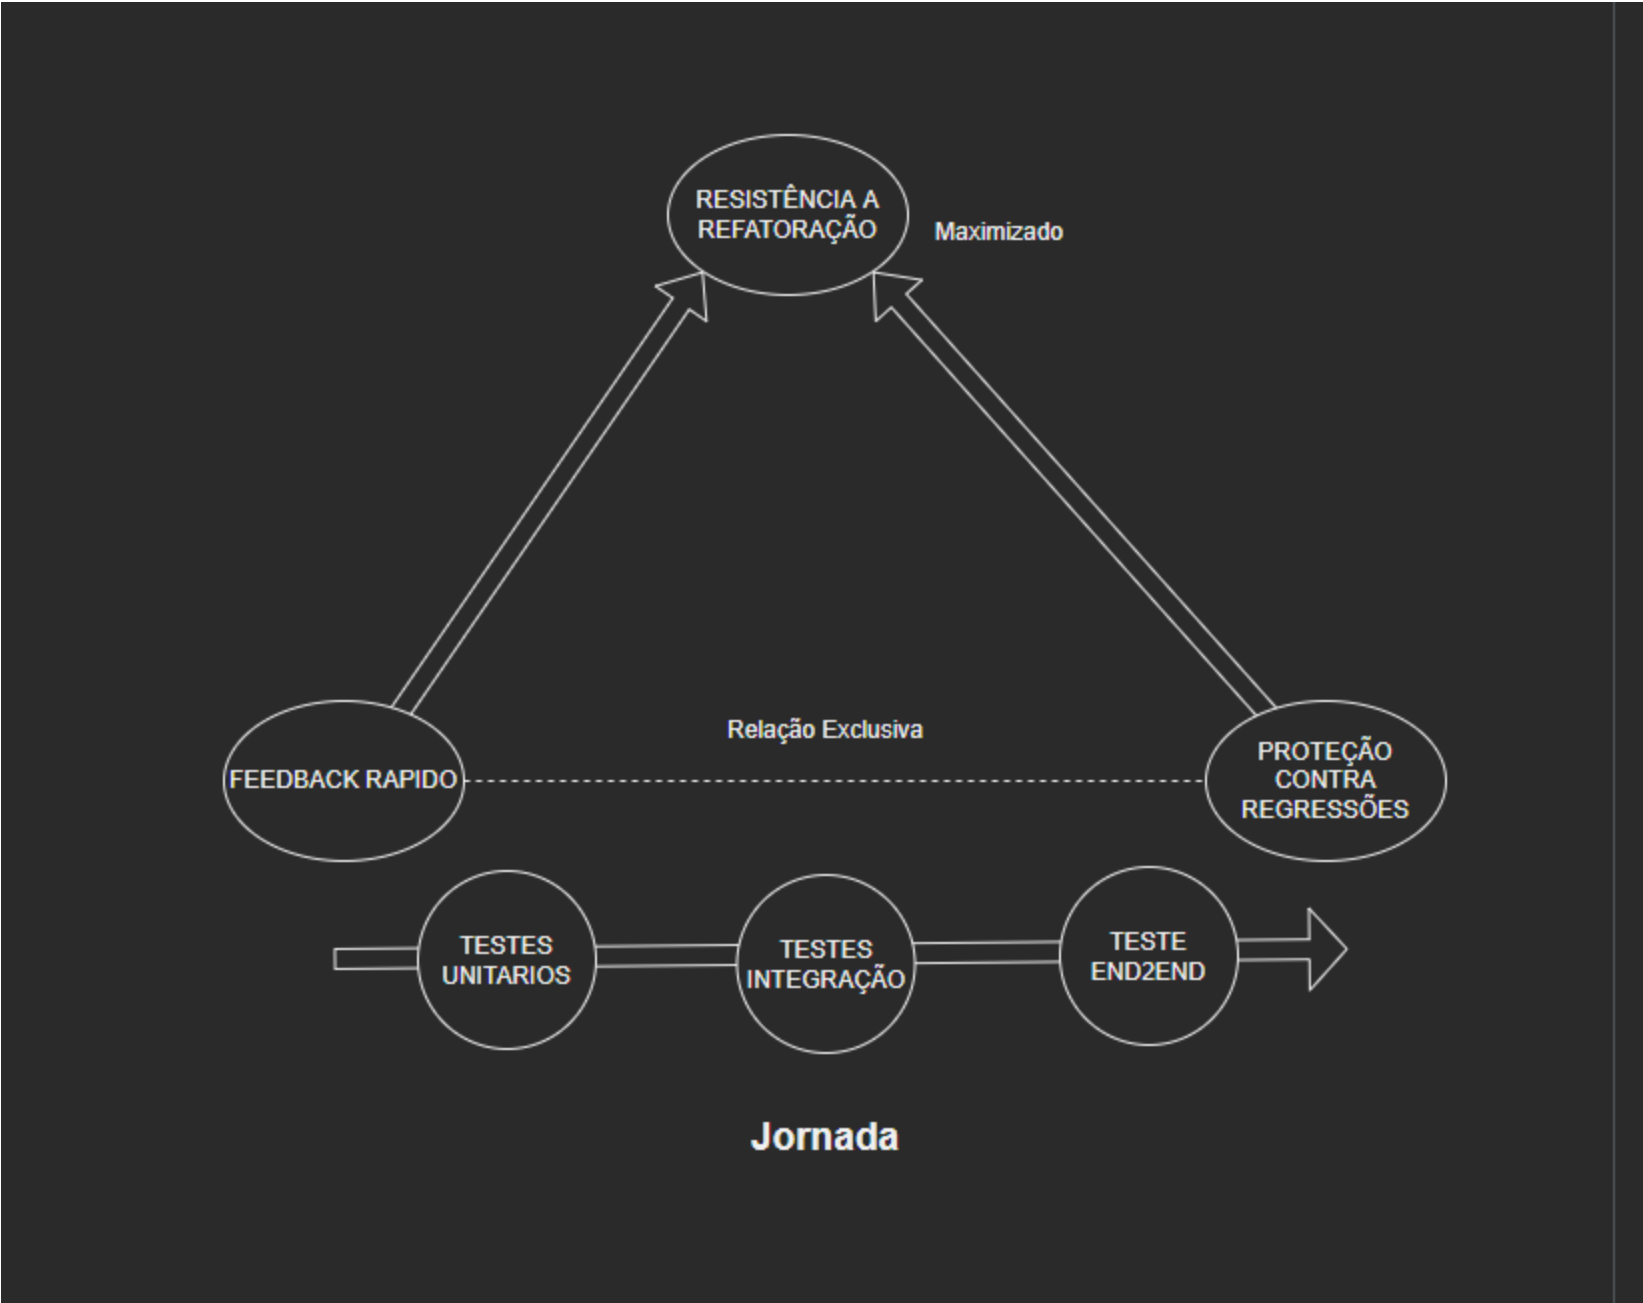 RESISTÊNCIA A
REFATORAÇÃO
Maximizado
Relação Exclusiva
FEEDBACK RAPIDO
PROTEÇÃO
CONTRA
REGRESSÕES
TESTES
UNITARIOS
TESTES
INTEGRAÇÃO
TESTE
END2END
Jornada